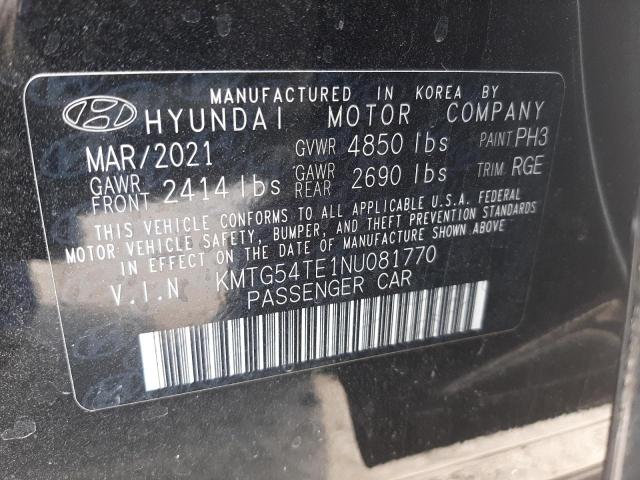 MANUFACTURED IN KOREA BY
HYUNDAI MOTOR COMPANY
MAR/2021 GVWR 4850 lbs PAINT PH3
GAWR FRONT 2414 lbs GAWR REAR 2690 lbs TRIM RGE
THIS VEHICLE CONFORMS TO ALL APPLICABLE U.S.A. FEDERAL
MOTOR VEHICLE SAFETY, BUMPER, AND THEFT PREVENTION STANDARDS
IN EFFECT ON THE DATE OF MANUFACTURE SHOWN ABOVE.
V.I.N KMTG54TE1NU081770
PASSENGER CAR